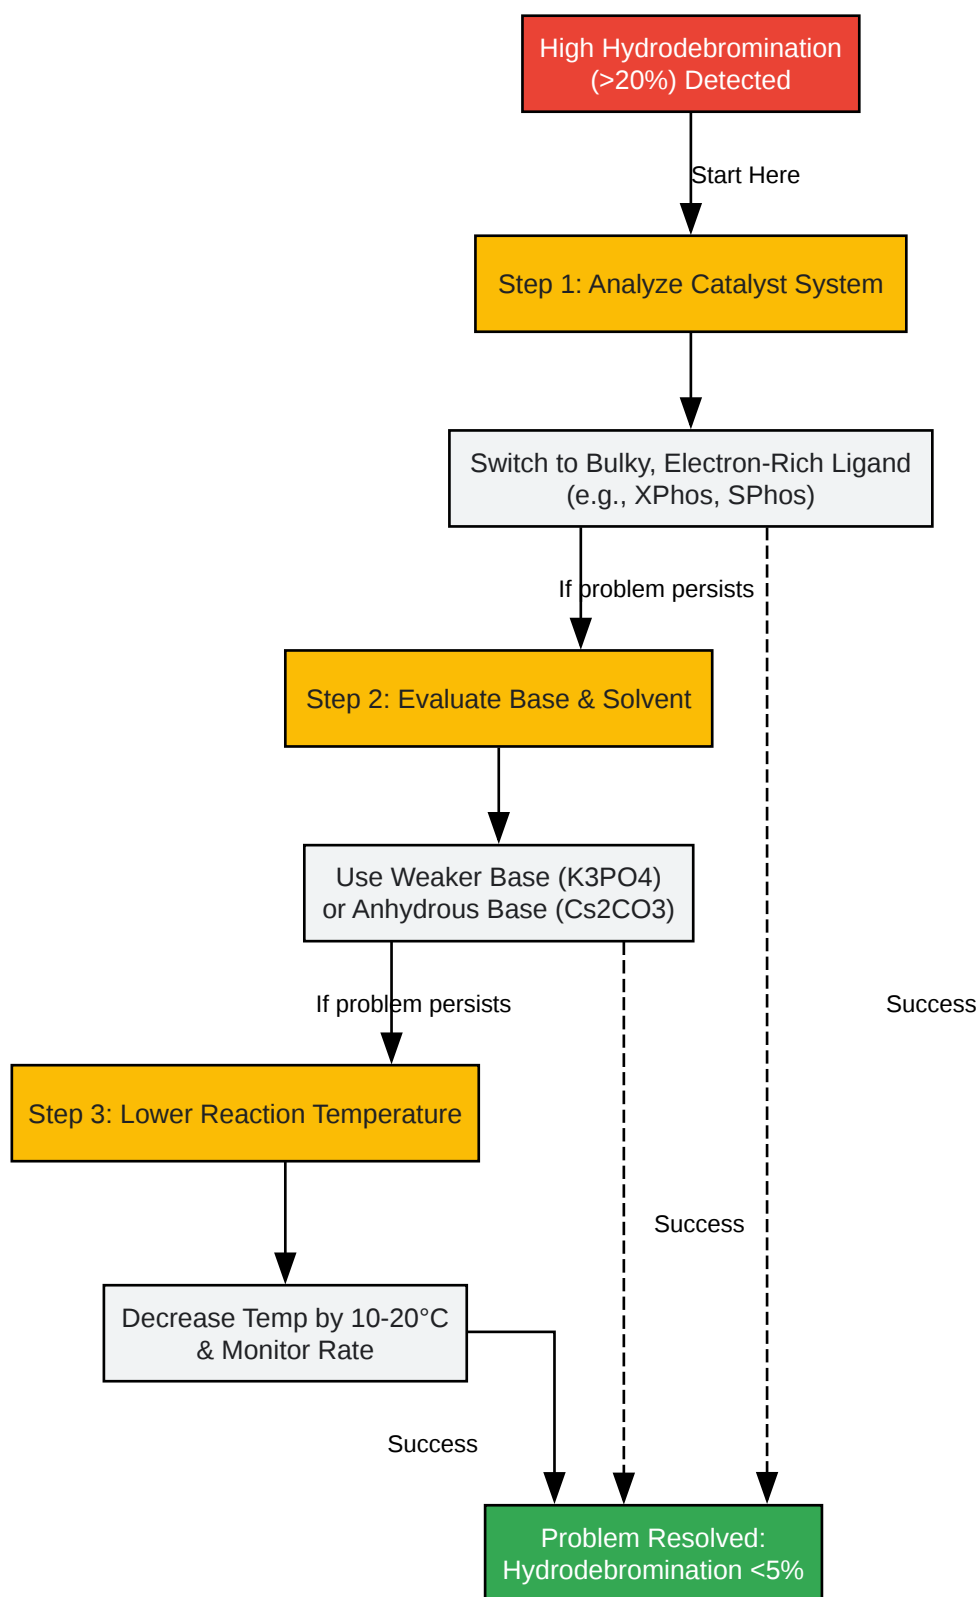 High Hydrodebromination
(>20%) Detected
Start Here
Step 1: Analyze Catalyst System
Switch to Bulky, Electron-Rich Ligand
(e.g., XPhos, SPhos)
If problem persists
Step 2: Evaluate Base & Solvent
Use Weaker Base (K3PO4)
or Anhydrous Base (Cs2CO3)
If problem persists
Success
Step 3: Lower Reaction Temperature
Success
Decrease Temp by 10-20°C
& Monitor Rate
Success
Problem Resolved:
Hydrodebromination <5%